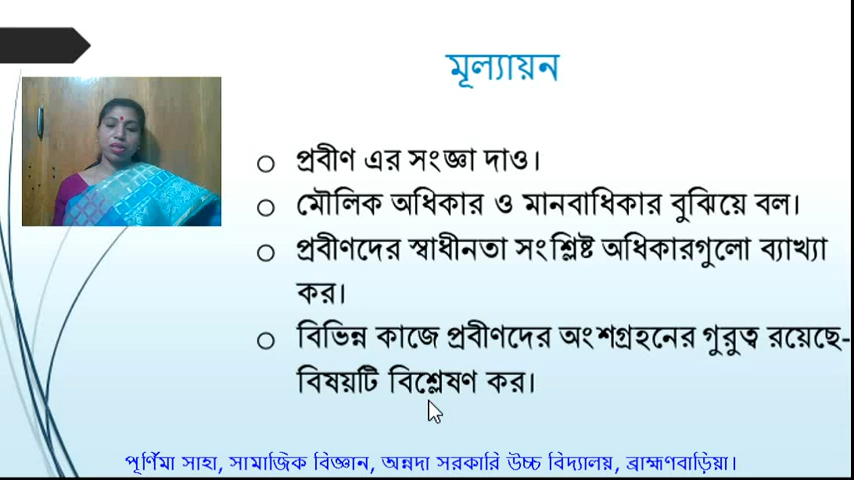 মূল্যায়ন
প্রবীণ এর সংজ্ঞা দাও।
মৌলিক অধিকার ও মানবাধিকার বুঝিয়ে বল।
প্রবীণদের স্বাধীনতা সংশ্লিষ্ট অধিকারগুলো ব্যাখ্যা
কর।
বিভিন্ন কাজে প্রবীণদের অংশগ্রহনের গুরুত্ব রয়েছে-
বিষয়টি বিশ্লেষণ কর।
পূর্ণিমা সাহা, সামাজিক বিজ্ঞান, অন্নদা সরকারি উচ্চ বিদ্যালয়, ব্রাহ্মণবাড়িয়া।